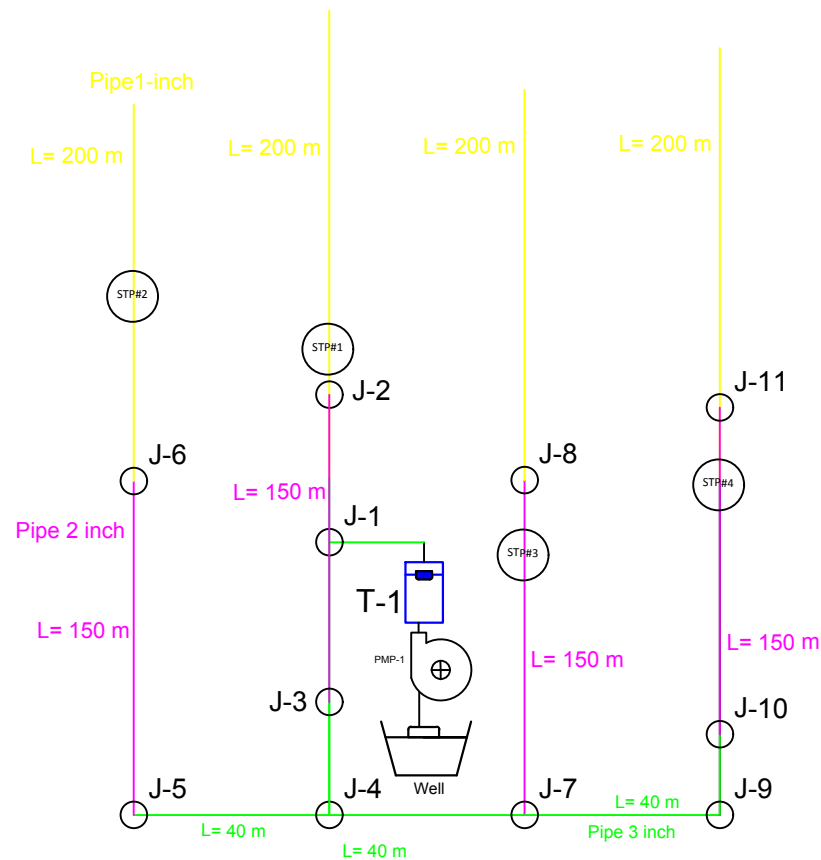 Pipe1-inch
L= 200 m
L= 200 m
L= 200 m
L= 200 m
STP#2
STP#1
J-2
J-11
J-6
J-8
STP#4
L= 150 m
Pipe 2 inch
J-1
STP#3
T-1
L= 150 m
PMP-1
L= 150 m
L= 150 m
J-3
J-10
Well
J-5
J-4
J-7
L= 40 m
J-9
L= 40 m
Pipe 3 inch
L= 40 m